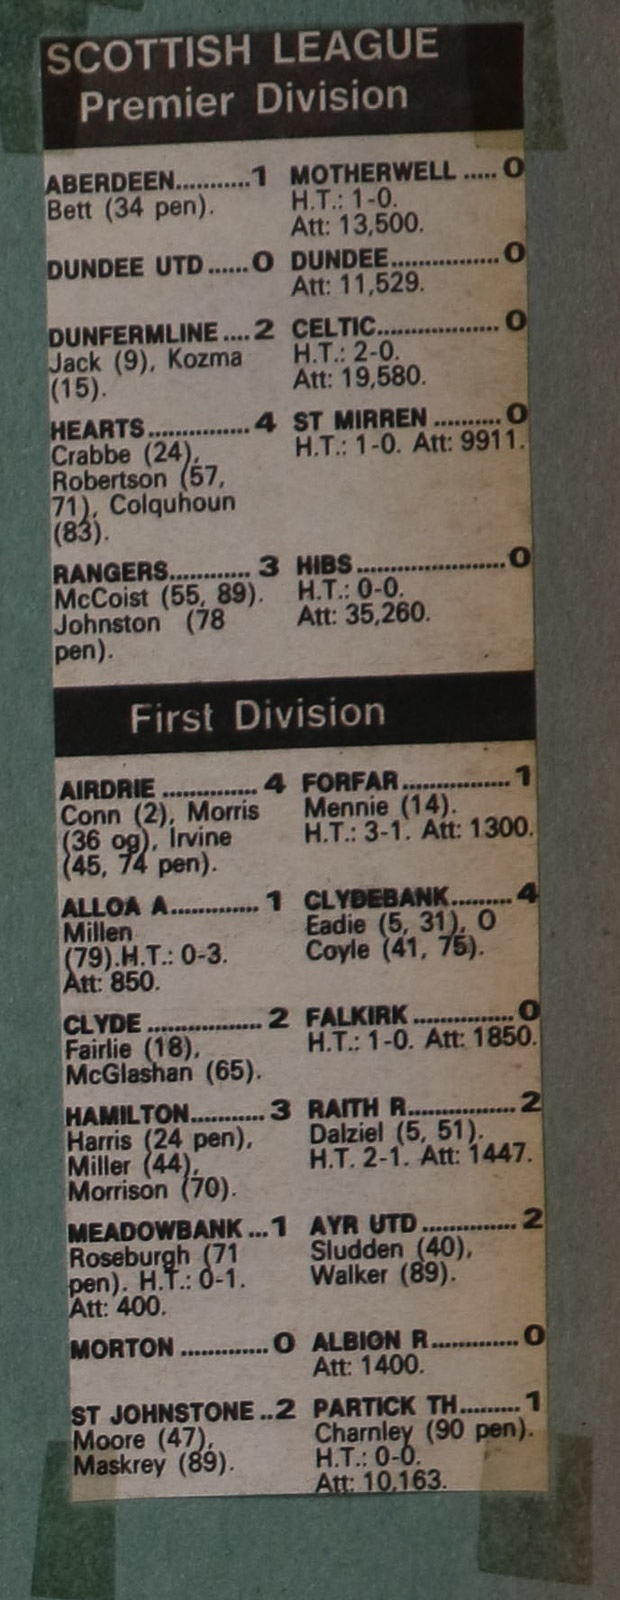 SCOTTISH LEAGUE
Premier Division
ABERDEEN...........1 MOTHERWELL ..... 0
Bett (34 pen). H.T.: 1-0.
Att: 13,500.
DUNDEE UTD ......0 DUNDEE................ 0
Att: 11,529.
DUNFERMLINE .... 2 CELTIC.................. 0
Jack (9), Kozma H.T.: 2-0.
(15). Att: 19,580.
HEARTS............... 4 ST MIRREN .......... 0
Crabbe (24), H.T.: 1-0. Att: 9911.
Robertson (57,
71), Colquhoun
(83).
RANGERS............ 3 HIBS......................0
McCoist (55, 89). H.T.: 0-0.
Johnston (78 Att: 35,260.
pen).
First Division
AIRDRIE .............. 4 FORFAR................ 1
Conn (2), Morris Mennie (14).
(36 og), Irvine H.T.: 3-1. Att: 1300.
(45, 74 pen).
ALLOA A............. 1 CLYDEBANK......... 4
Millen Eadie (5, 31), O
(79).H.T.: 0-3. Coyle (41, 75).
Att: 850.
CLYDE ................. 2 FALKIRK ...............0
Fairlie (18), H.T.: 1-0. Att: 1850.
McGlashan (65).
HAMILTON........... 3 RAITH R................ 2
Harris (24 pen), Dalziel (5, 51).
Miller (44), H.T. 2-1. Att: 1447.
Morrison (70).
MEADOWBANK ...1 AYR UTD .............. 2
Roseburgh (71 Sludden (40),
pen). H.T.: 0-1. Walker (89).
Att: 400.
MORTON ............. 0 ALBION R.............0
Att: 1400.
ST JOHNSTONE ..2 PARTICK TH......... 1
Moore (47), Charnley (90 pen).
Maskrey (89). H.T.: 0-0.
Att: 10,163.